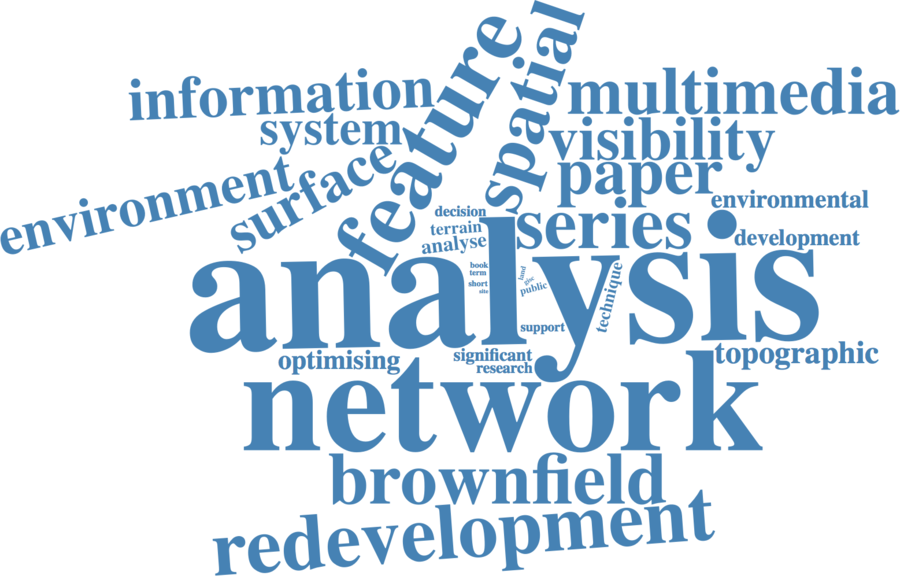 spatial
feature
information
multimedia
system
visibility
surface
paper
environment
environmental
decision
series
terrain
development
analyse
analysis
book
term
land
short
glsc
site
public
technique
support
topographic
optimising
significant
research
network
brownfield
redevelopment